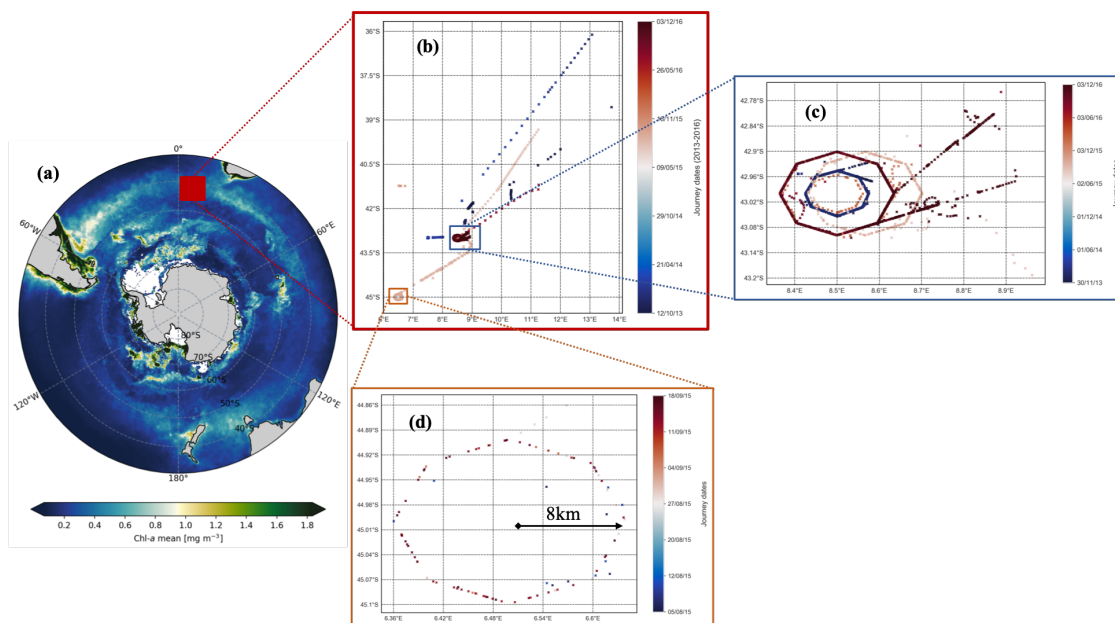 (a)
0°
60°W
60°E
120°W
120°E
180°
80°S
70°S
60°S
50°S
40°S
0.2 0.4 0.6 0.8 1.0 1.2 1.4 1.6 1.8
Chl-a mean [mg m⁻³]
(b)
36°S
37.5°S
39°S
40.5°S
42°S
43.5°S
45°S
6°E 7°E 8°E 9°E 10°E 11°E 12°E 13°E 14°E
03/12/16
26/05/16
09/05/15
29/10/14
21/04/14
12/10/13
Journey dates (2013-2016)
(c)
42.78°S
42.84°S
42.9°S
42.96°S
43.02°S
43.08°S
43.14°S
43.2°S
8.4°E 8.5°E 8.6°E 8.7°E 8.8°E 8.9°E
03/12/16
03/06/16
03/12/15
02/06/15
01/12/14
01/06/14
30/11/13
(d)
44.86°S
44.89°S
44.92°S
44.95°S
44.98°S
45.01°S
45.04°S
45.07°S
45.1°S
6.36°E 6.42°E 6.48°E 6.54°E 6.6°E
8km
18/09/15
11/09/15
04/09/15
27/08/15
20/08/15
12/08/15
05/08/15
Journey dates